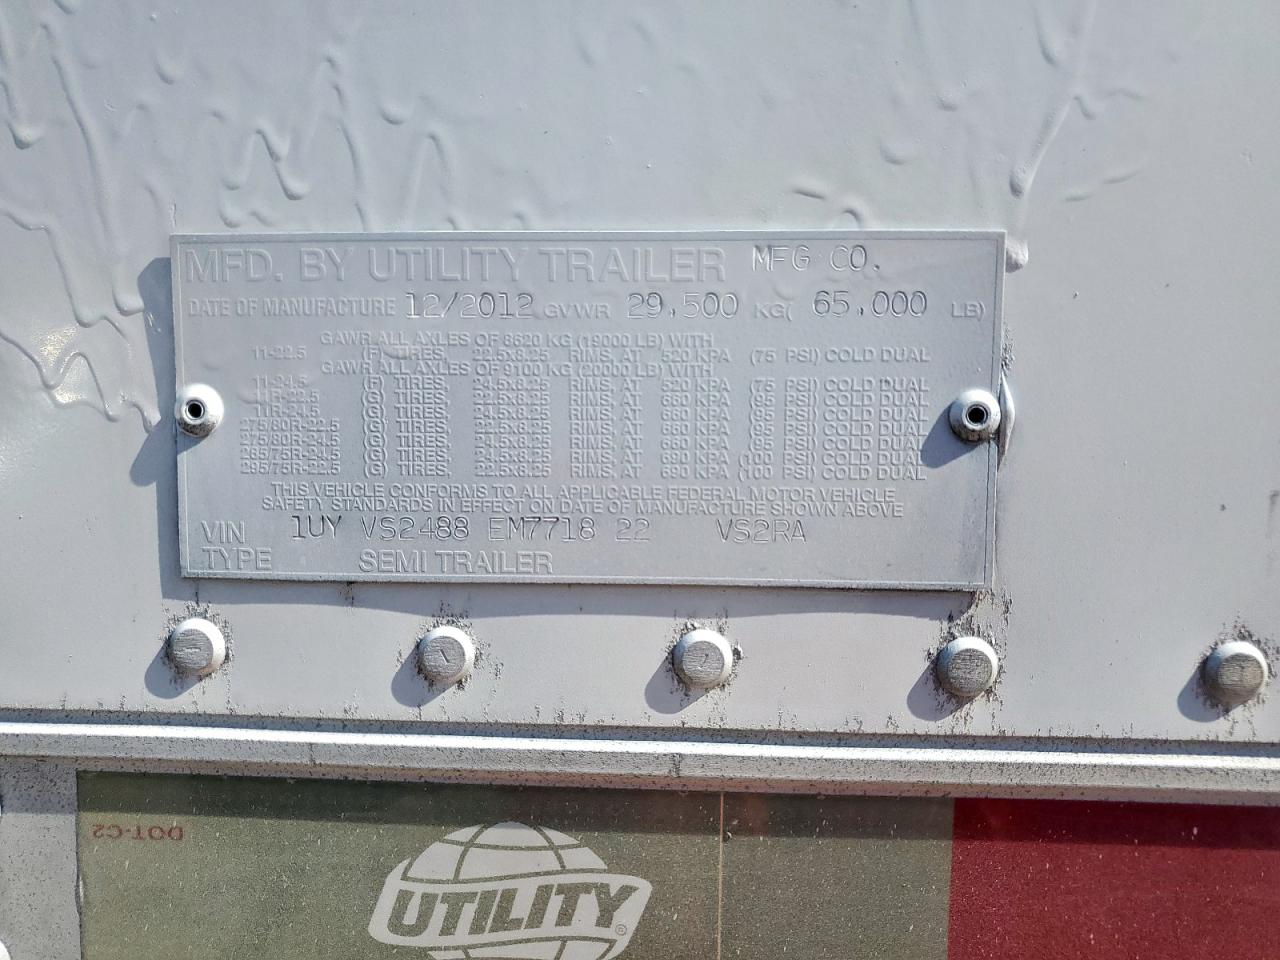 MFD. BY UTILITY TRAILER MFG CO.
DATE OF MANUFACTURE 12/2012 GVWR 29,500 KG( 65,000 LB)
GAWR ALL AXLES OF 8620 KG (19000 LB) WITH
11-22.5 (F) TIRES, 22.5x8.25 RIMS, AT 520 KPA (75 PSI) COLD DUAL
GAWR ALL AXLES OF 9100 KG (20000 LB) WITH
11-24.5 (F) TIRES, 24.5x8.25 RIMS, AT 520 KPA (75 PSI) COLD DUAL
11R-22.5 (G) TIRES, 22.5x8.25 RIMS, AT 660 KPA (95 PSI) COLD DUAL
11R-24.5 (G) TIRES, 24.5x8.25 RIMS, AT 660 KPA (95 PSI) COLD DUAL
275/80R-22.5 (G) TIRES, 22.5x8.25 RIMS, AT 660 KPA (95 PSI) COLD DUAL
275/80R-24.5 (G) TIRES, 24.5x8.25 RIMS, AT 660 KPA (95 PSI) COLD DUAL
285/75R-24.5 (G) TIRES, 24.5x8.25 RIMS, AT 690 KPA (100 PSI) COLD DUAL
295/75R-22.5 (G) TIRES, 22.5x8.25 RIMS, AT 690 KPA (100 PSI) COLD DUAL
THIS VEHICLE CONFORMS TO ALL APPLICABLE FEDERAL MOTOR VEHICLE
SAFETY STANDARDS IN EFFECT ON DATE OF MANUFACTURE SHOWN ABOVE
VIN 1UY VS2488 EM7718 22 VS2RA
TYPE SEMI TRAILER
DOT-C2
UTILITY®